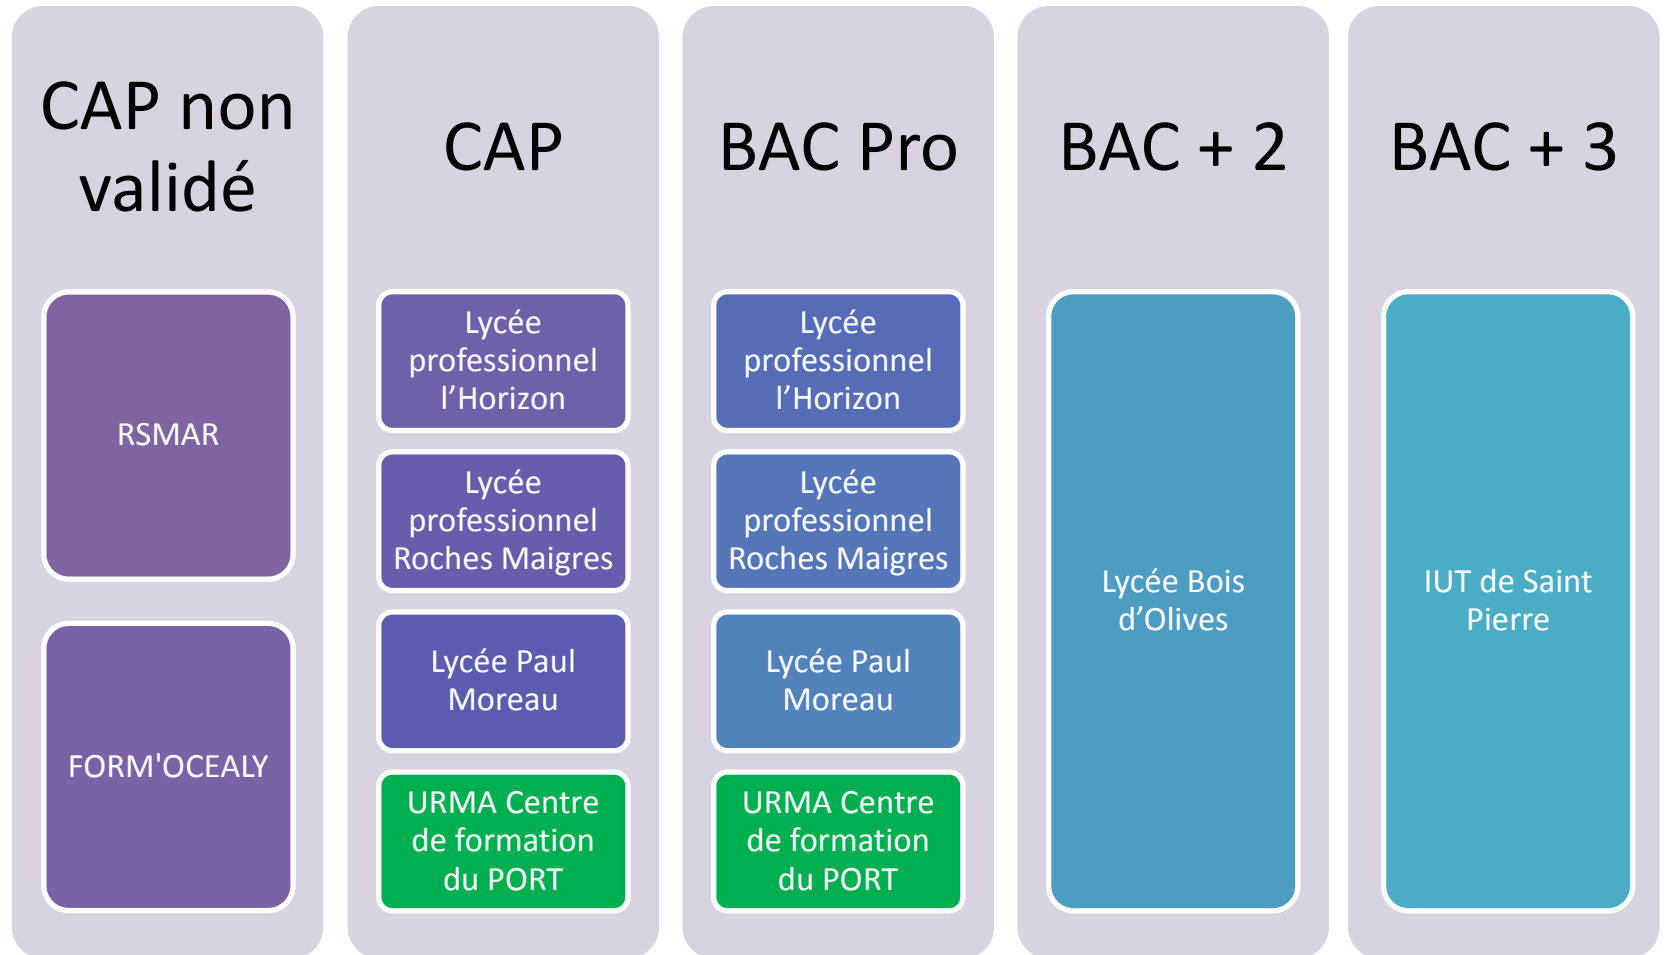 CAP non
validé
RSMAR
FORM'OCEALY
CAP
Lycée
professionnel
l’Horizon
Lycée
professionnel
Roches Maigres
Lycée Paul
Moreau
URMA Centre
de formation
du PORT
BAC Pro
Lycée
professionnel
l’Horizon
Lycée
professionnel
Roches Maigres
Lycée Paul
Moreau
URMA Centre
de formation
du PORT
BAC + 2
Lycée Bois
d’Olives
BAC + 3
IUT de Saint
Pierre